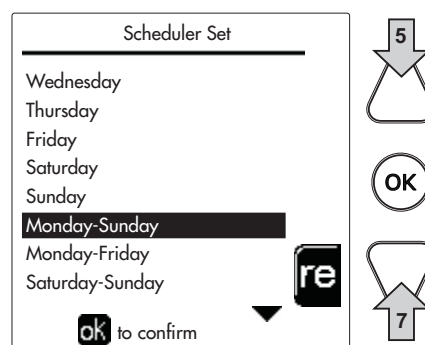 Scheduler Set
Wednesday
Thursday
Friday
Saturday
Sunday
Monday-Sunday
Monday-Friday
Saturday-Sunday
re
ok to confirm
5
OK
7